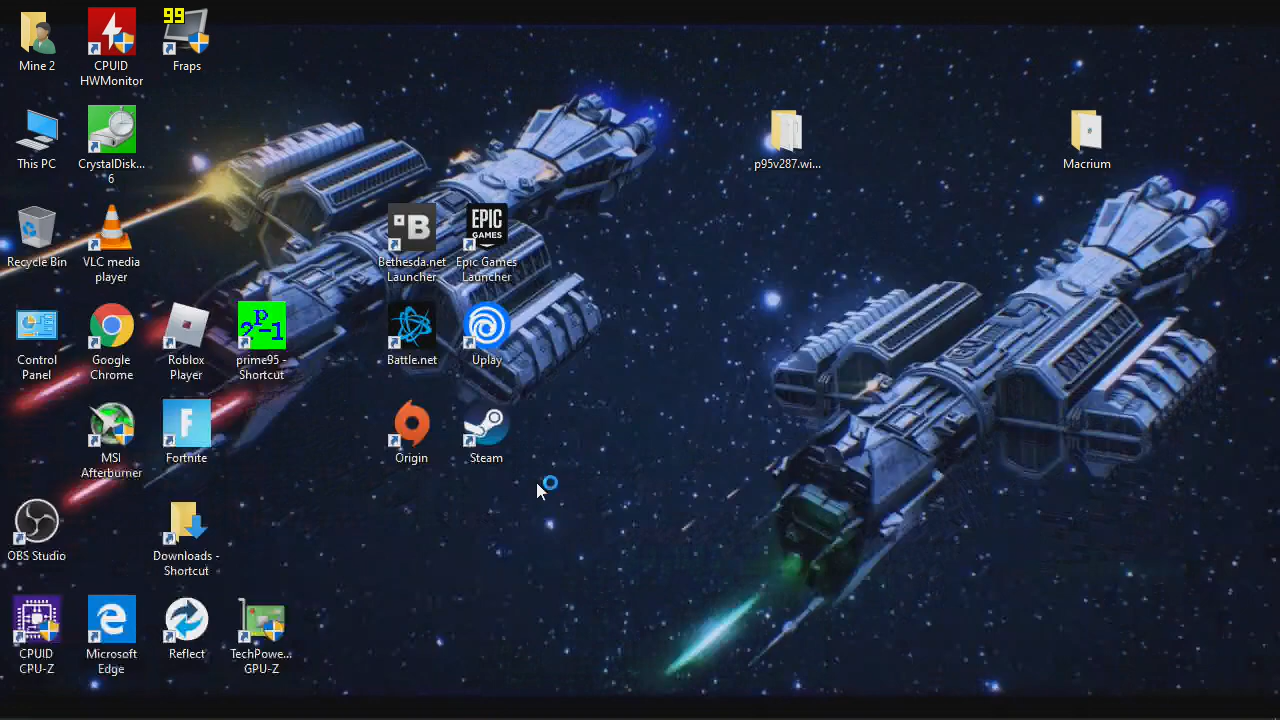 99
Mine 2
CPUID
HWMonitor
Fraps
This PC
CrystalDisk...
6
p95v287.wi...
Macrium
Recycle Bin
VLC media
player
B
Bethesda.net
Launcher
EPIC
GAMES
Epic Games
Launcher
Control
Panel
Google
Chrome
Roblox
Player
p
2-1
prime95 -
Shortcut
Battle.net
Uplay
MSI
Afterburner
F
Fortnite
Origin
Steam
OBS Studio
Downloads -
Shortcut
CPUID
CPU-Z
Microsoft
Edge
Reflect
TechPowe...
GPU-Z